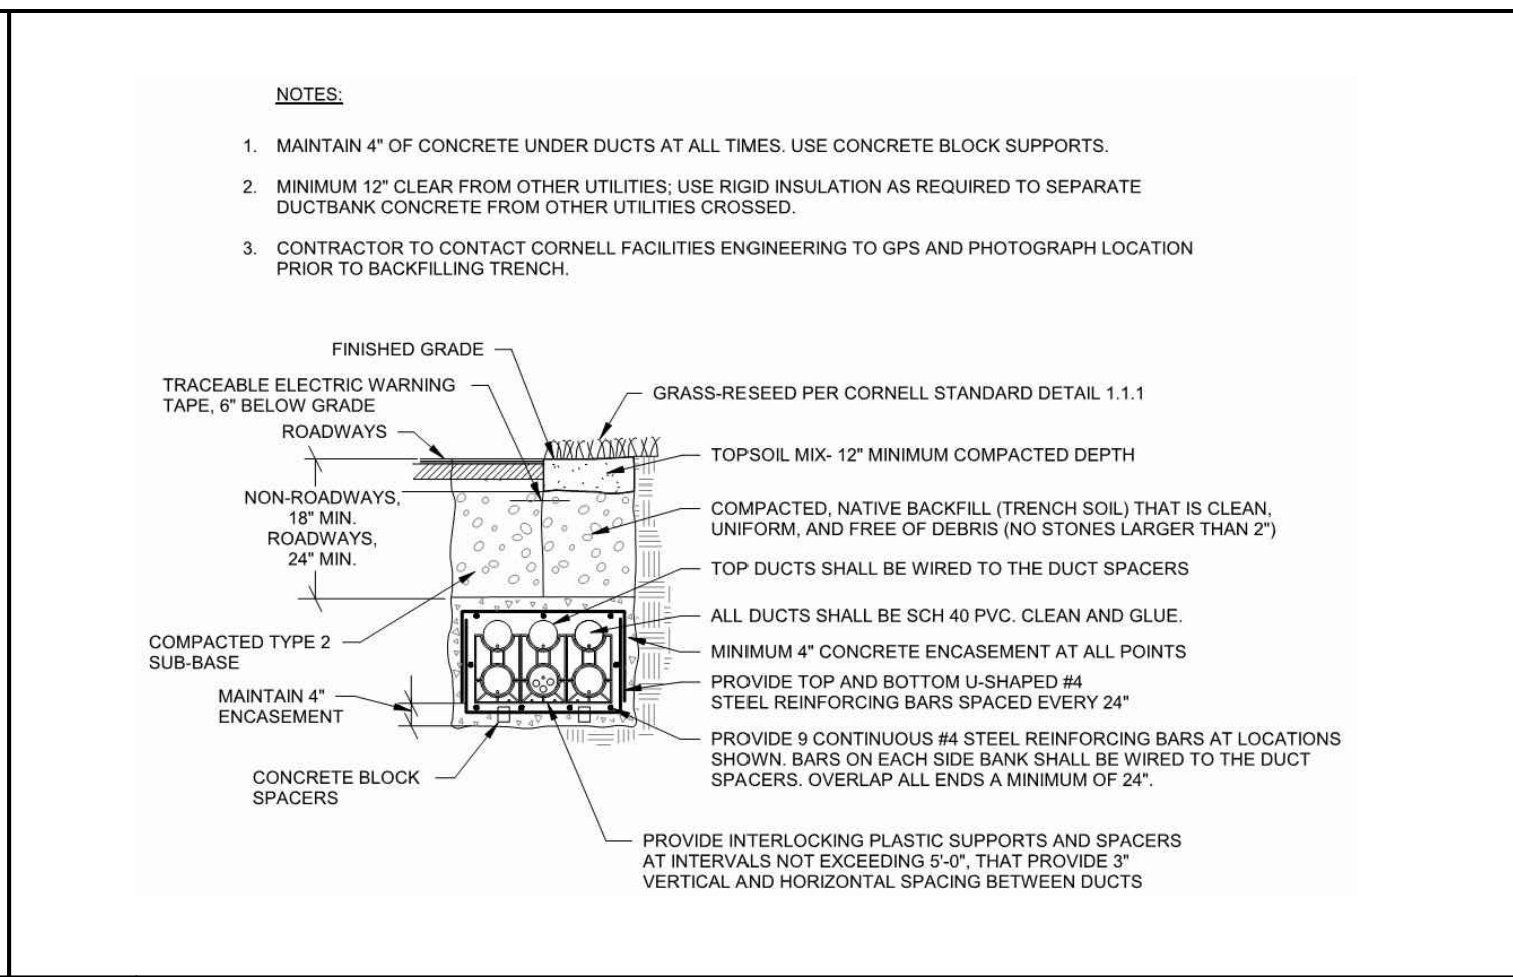 NOTES:
1. MAINTAIN 4" OF CONCRETE UNDER DUCTS AT ALL TIMES. USE CONCRETE BLOCK SUPPORTS.
2. MINIMUM 12" CLEAR FROM OTHER UTILITIES; USE RIGID INSULATION AS REQUIRED TO SEPARATE
DUCTBANK CONCRETE FROM OTHER UTILITIES CROSSED.
3. CONTRACTOR TO CONTACT CORNELL FACILITIES ENGINEERING TO GPS AND PHOTOGRAPH LOCATION
PRIOR TO BACKFILLING TRENCH.
FINISHED GRADE
TRACEABLE ELECTRIC WARNING
TAPE, 6" BELOW GRADE
ROADWAYS
NON-ROADWAYS,
18" MIN.
ROADWAYS,
24" MIN.
COMPACTED TYPE 2
SUB-BASE
MAINTAIN 4"
ENCASEMENT
CONCRETE BLOCK
SPACERS
GRASS-RESEED PER CORNELL STANDARD DETAIL 1.1.1
TOPSOIL MIX- 12" MINIMUM COMPACTED DEPTH
COMPACTED, NATIVE BACKFILL (TRENCH SOIL) THAT IS CLEAN,
UNIFORM, AND FREE OF DEBRIS (NO STONES LARGER THAN 2")
TOP DUCTS SHALL BE WIRED TO THE DUCT SPACERS
ALL DUCTS SHALL BE SCH 40 PVC. CLEAN AND GLUE.
MINIMUM 4" CONCRETE ENCASEMENT AT ALL POINTS
PROVIDE TOP AND BOTTOM U-SHAPED #4
STEEL REINFORCING BARS SPACED EVERY 24"
PROVIDE 9 CONTINUOUS #4 STEEL REINFORCING BARS AT LOCATIONS
SHOWN. BARS ON EACH SIDE BANK SHALL BE WIRED TO THE DUCT
SPACERS. OVERLAP ALL ENDS A MINIMUM OF 24".
PROVIDE INTERLOCKING PLASTIC SUPPORTS AND SPACERS
AT INTERVALS NOT EXCEEDING 5'-0", THAT PROVIDE 3"
VERTICAL AND HORIZONTAL SPACING BETWEEN DUCTS